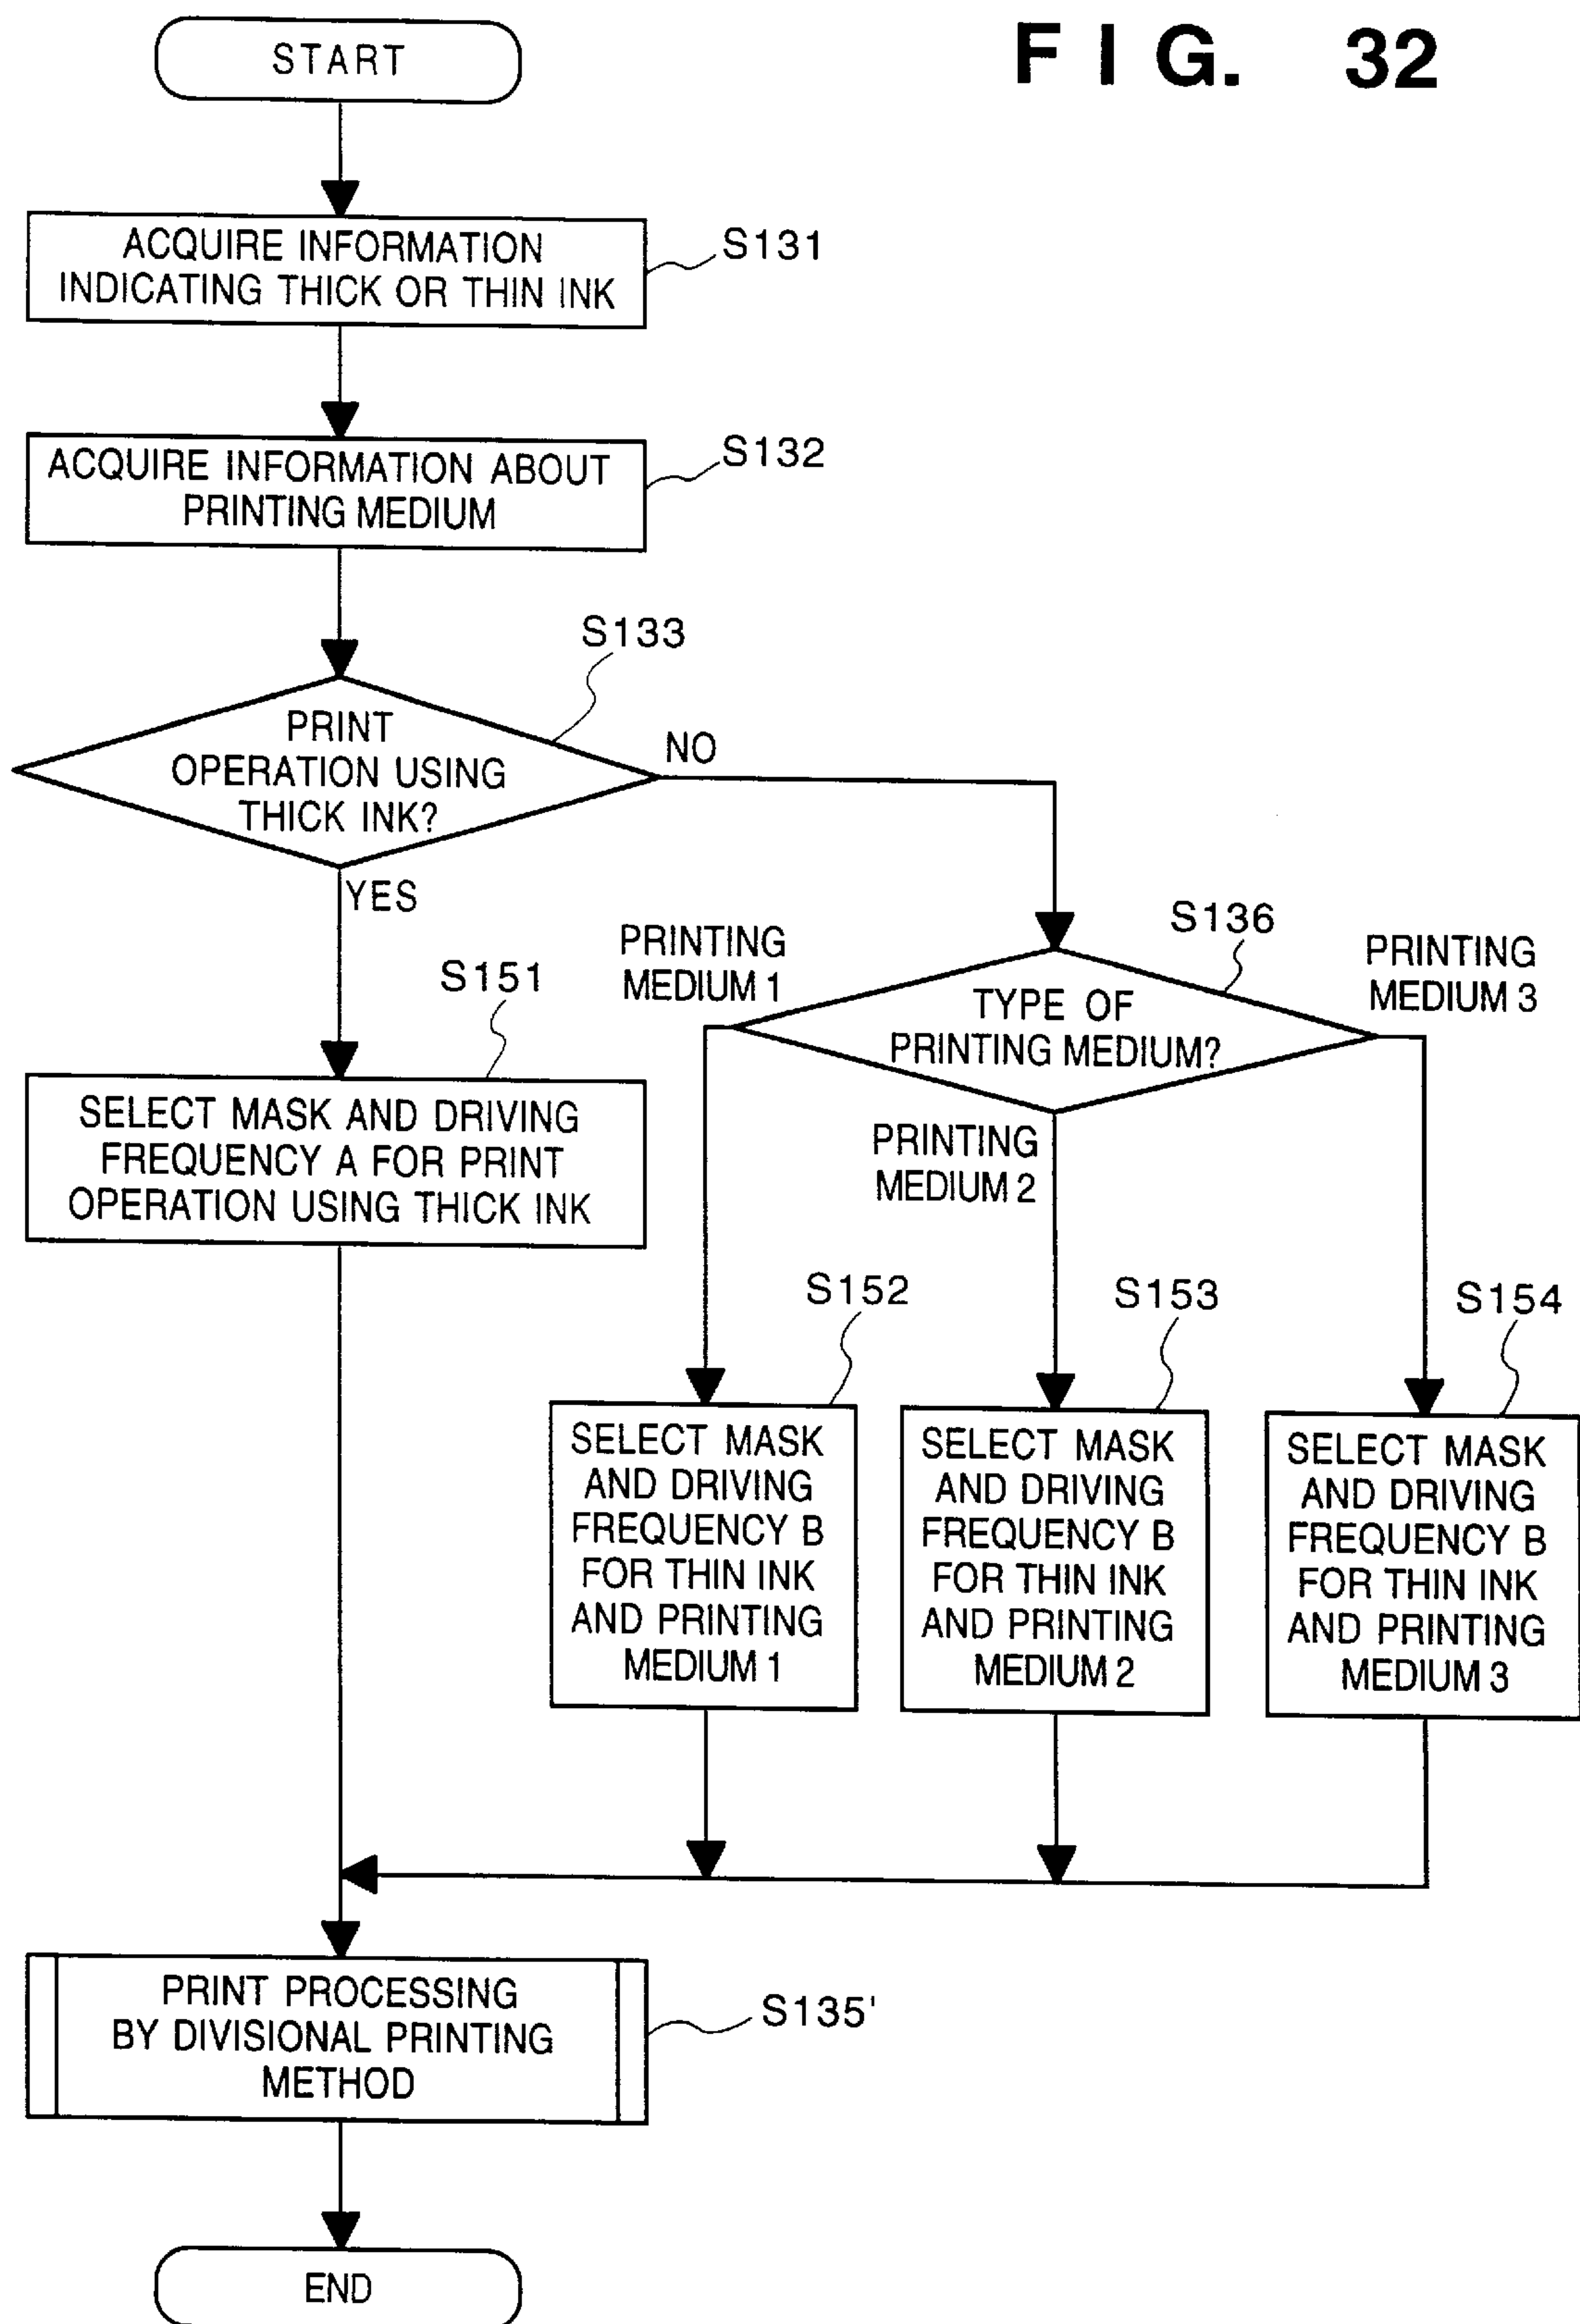 START
FIG. 32
ACQUIRE INFORMATION
INDICATING THICK OR THIN INK
S131
ACQUIRE INFORMATION ABOUT
PRINTING MEDIUM
S132
S133
PRINT
OPERATION USING
THICK INK?
NO
YES
S136
PRINTING
MEDIUM 1
TYPE OF
PRINTING MEDIUM?
PRINTING
MEDIUM 3
PRINTING
MEDIUM 2
S151
SELECT MASK AND DRIVING
FREQUENCY A FOR PRINT
OPERATION USING THICK INK
S152
SELECT MASK
AND DRIVING
FREQUENCY B
FOR THIN INK
AND PRINTING
MEDIUM 1
S153
SELECT MASK
AND DRIVING
FREQUENCY B
FOR THIN INK
AND PRINTING
MEDIUM 2
S154
SELECT MASK
AND DRIVING
FREQUENCY B
FOR THIN INK
AND PRINTING
MEDIUM 3
PRINT PROCESSING
BY DIVISIONAL PRINTING
METHOD
S135'
END